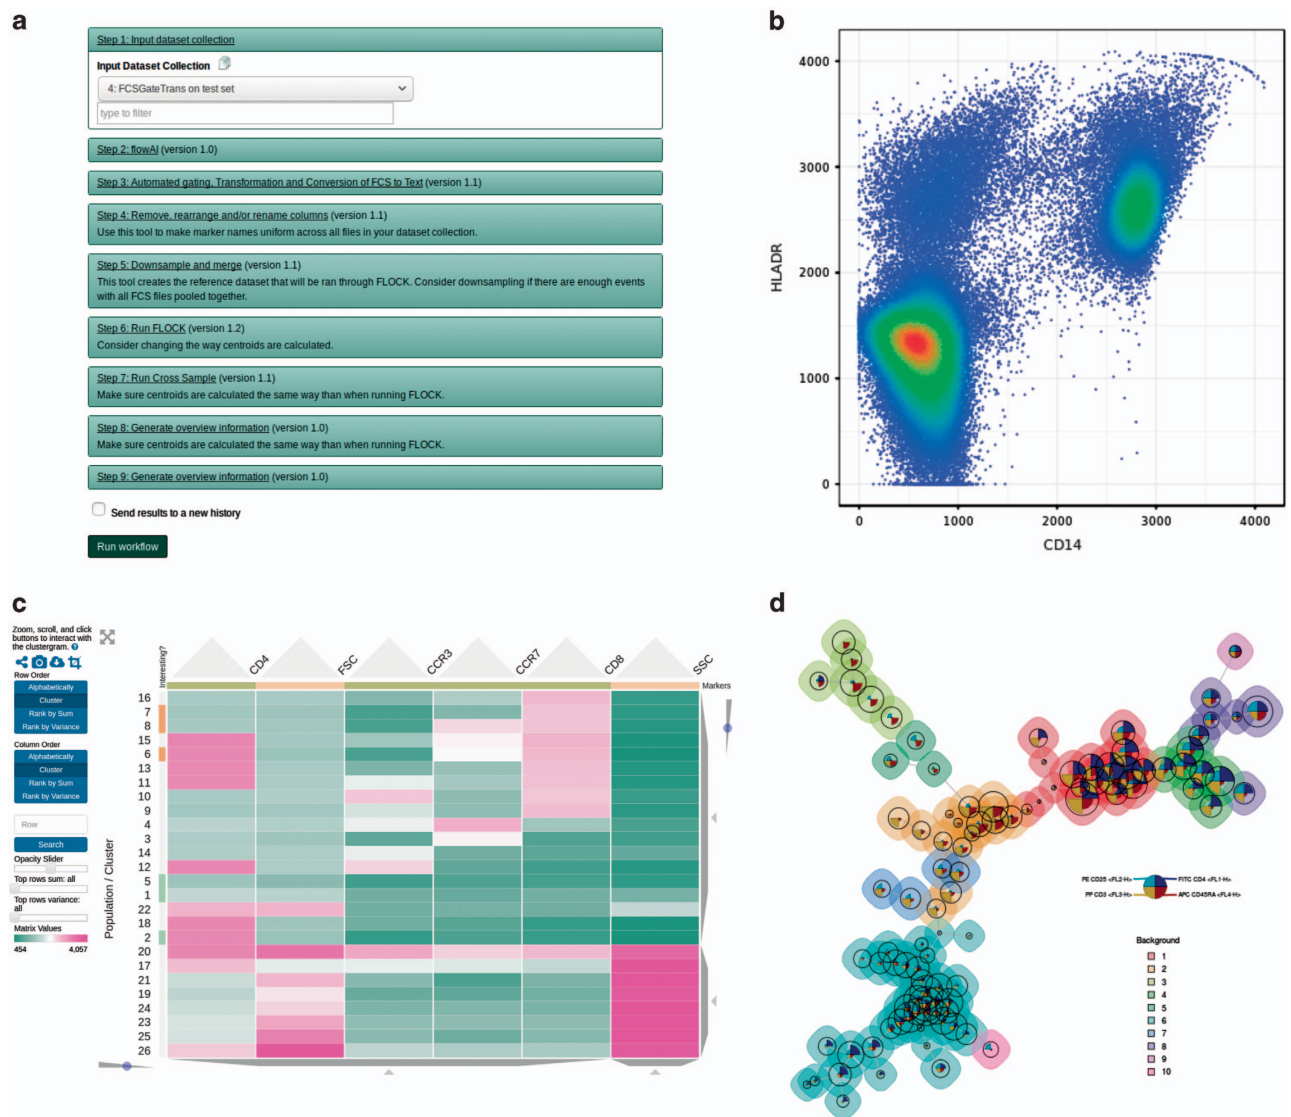 a
Step 1: Input dataset collection
Input Dataset Collection
4: FCSGateTrans on test set
type to filter
Step 2: flowAI (version 1.0)
Step 3: Automated gating, Transformation and Conversion of FCS to Text (version 1.1)
Step 4: Remove, rearrange and/or rename columns (version 1.1)
Use this tool to make marker names uniform across all files in your dataset collection.
Step 5: Downsample and merge (version 1.1)
This tool creates the reference dataset that will be ran through FLOCK. Consider downsampling if there are enough events
with all FCS files pooled together.
Step 6: Run FLOCK (version 1.2)
Consider changing the way centroids are calculated.
Step 7: Run Cross Sample (version 1.1)
Make sure centroids are calculated the same way than when running FLOCK.
Step 8: Generate overview information (version 1.0)
Make sure centroids are calculated the same way than when running FLOCK.
Step 9: Generate overview information (version 1.0)
Send results to a new history
Run workflow
b
4000
3000
2000
1000
0
HLADR
0 1000 2000 3000 4000
CD14
c
Zoom, scroll, and click
buttons to interact with
the clustergram. ?
Row Order
Alphabetically
Cluster
Rank by Sum
Rank by Variance
Column Order
Alphabetically
Cluster
Rank by Sum
Rank by Variance
Row
Search
Opacity Slider
Top rows sum: all
Top rows variance:
all
Matrix Values
454 4,057
Interesting?
CD4 FSC CCR3 CCR7 CD8 SSC
Markers
Population / Cluster
16
7
8
15
6
13
11
10
9
4
3
14
12
5
1
22
18
2
20
17
21
19
24
23
25
26
d
PE CD25 <FL2-H> FITC CD4 <FL1-H>
PP CD3 <FL3-H> APC CD45RA <FL4-H>
Background
1
2
3
4
5
6
7
8
9
10